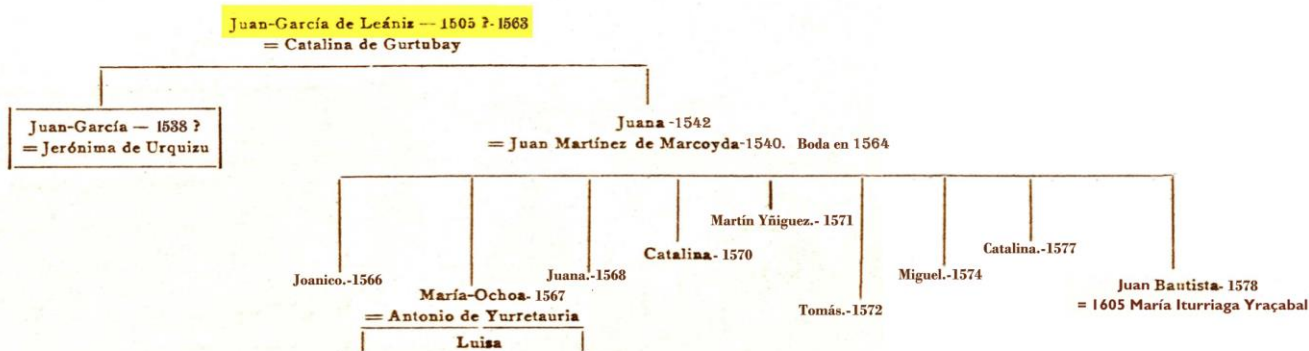 Juan-García de Leániz — 1505 ?- 1563
= Catalina de Gurtubay
Juan-García — 1538 ?
= Jerónima de Urquizu
Juana -1542
= Juan Martínez de Marcoyda-1540. Boda en 1564
Joanico.-1566
María-Ochoa- 1567
= Antonio de Yurretauria
Luisa
Juana.-1568
Catalina- 1570
Martín Yñiguez.- 1571
Tomás.-1572
Miguel.-1574
Catalina.-1577
Juan Bautista- 1578
= 1605 María Iturriaga Yraçabal